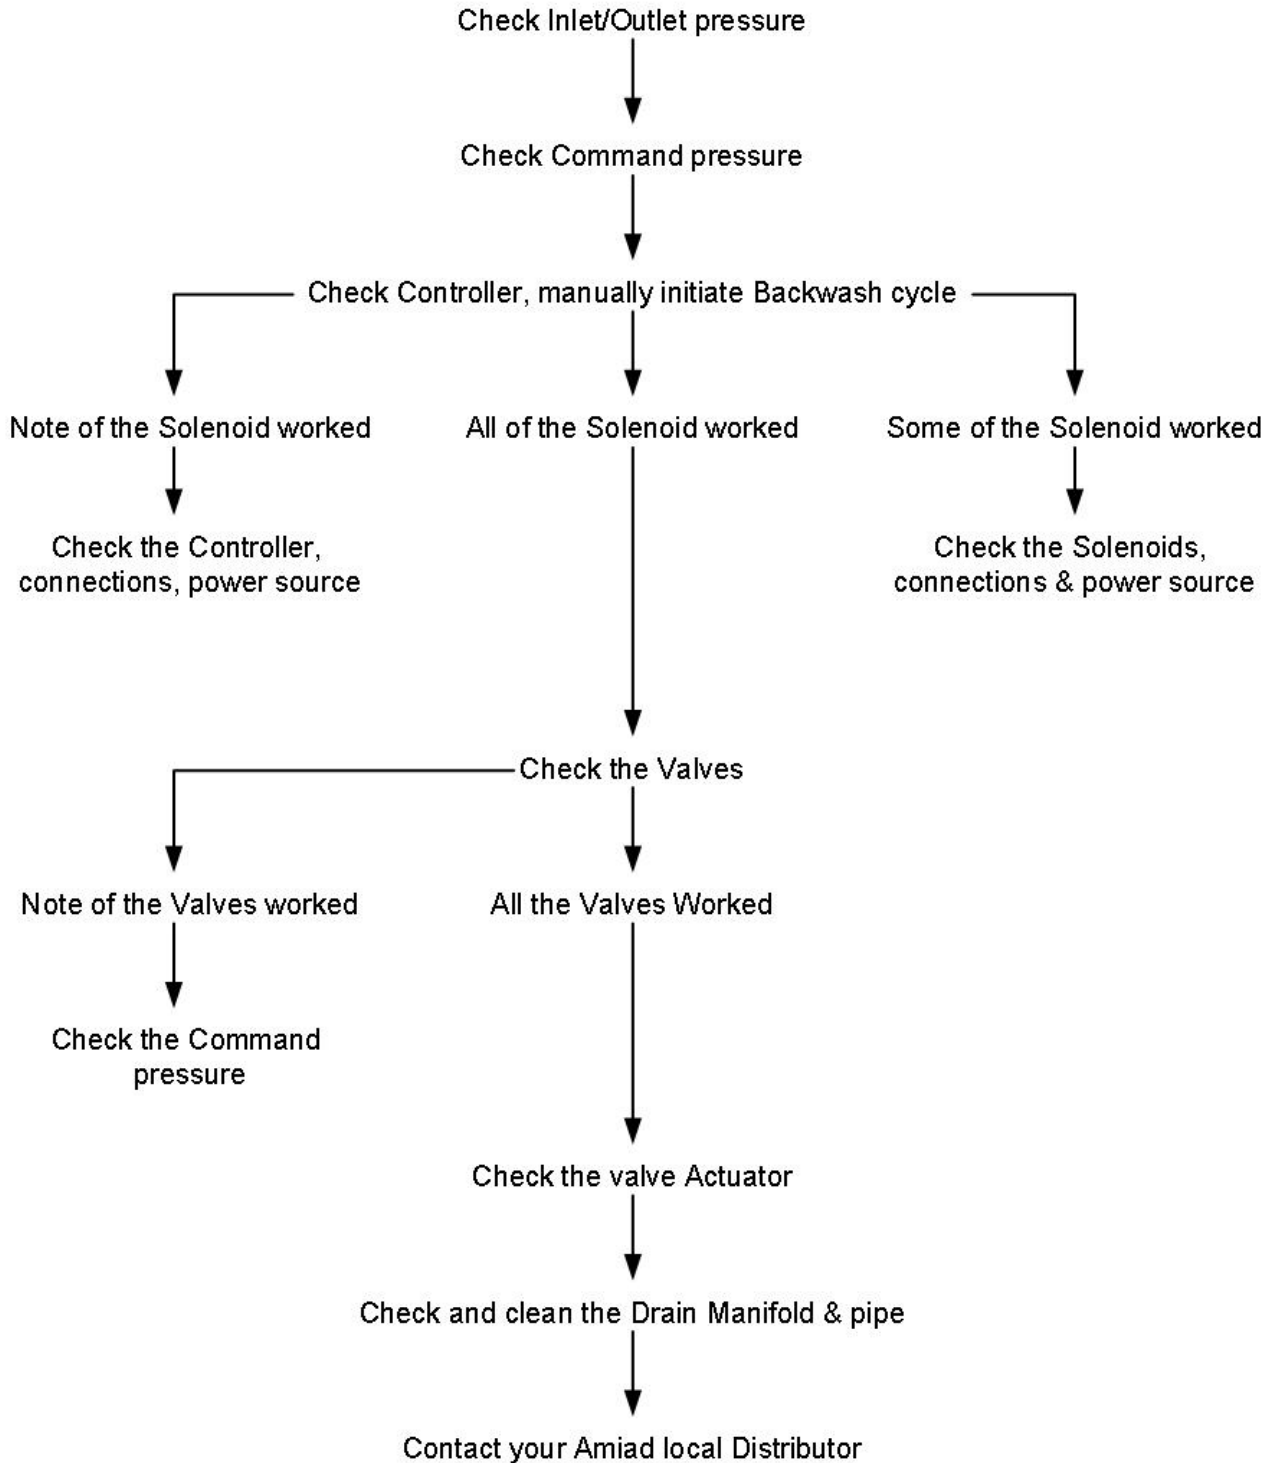 Check Inlet/Outlet pressure
Check Command pressure
Check Controller, manually initiate Backwash cycle
Note of the Solenoid worked
All of the Solenoid worked
Some of the Solenoid worked
Check the Controller,
connections, power source
Check the Solenoids,
connections & power source
Check the Valves
Note of the Valves worked
All the Valves Worked
Check the Command
pressure
Check the valve Actuator
Check and clean the Drain Manifold & pipe
Contact your Amiad local Distributor